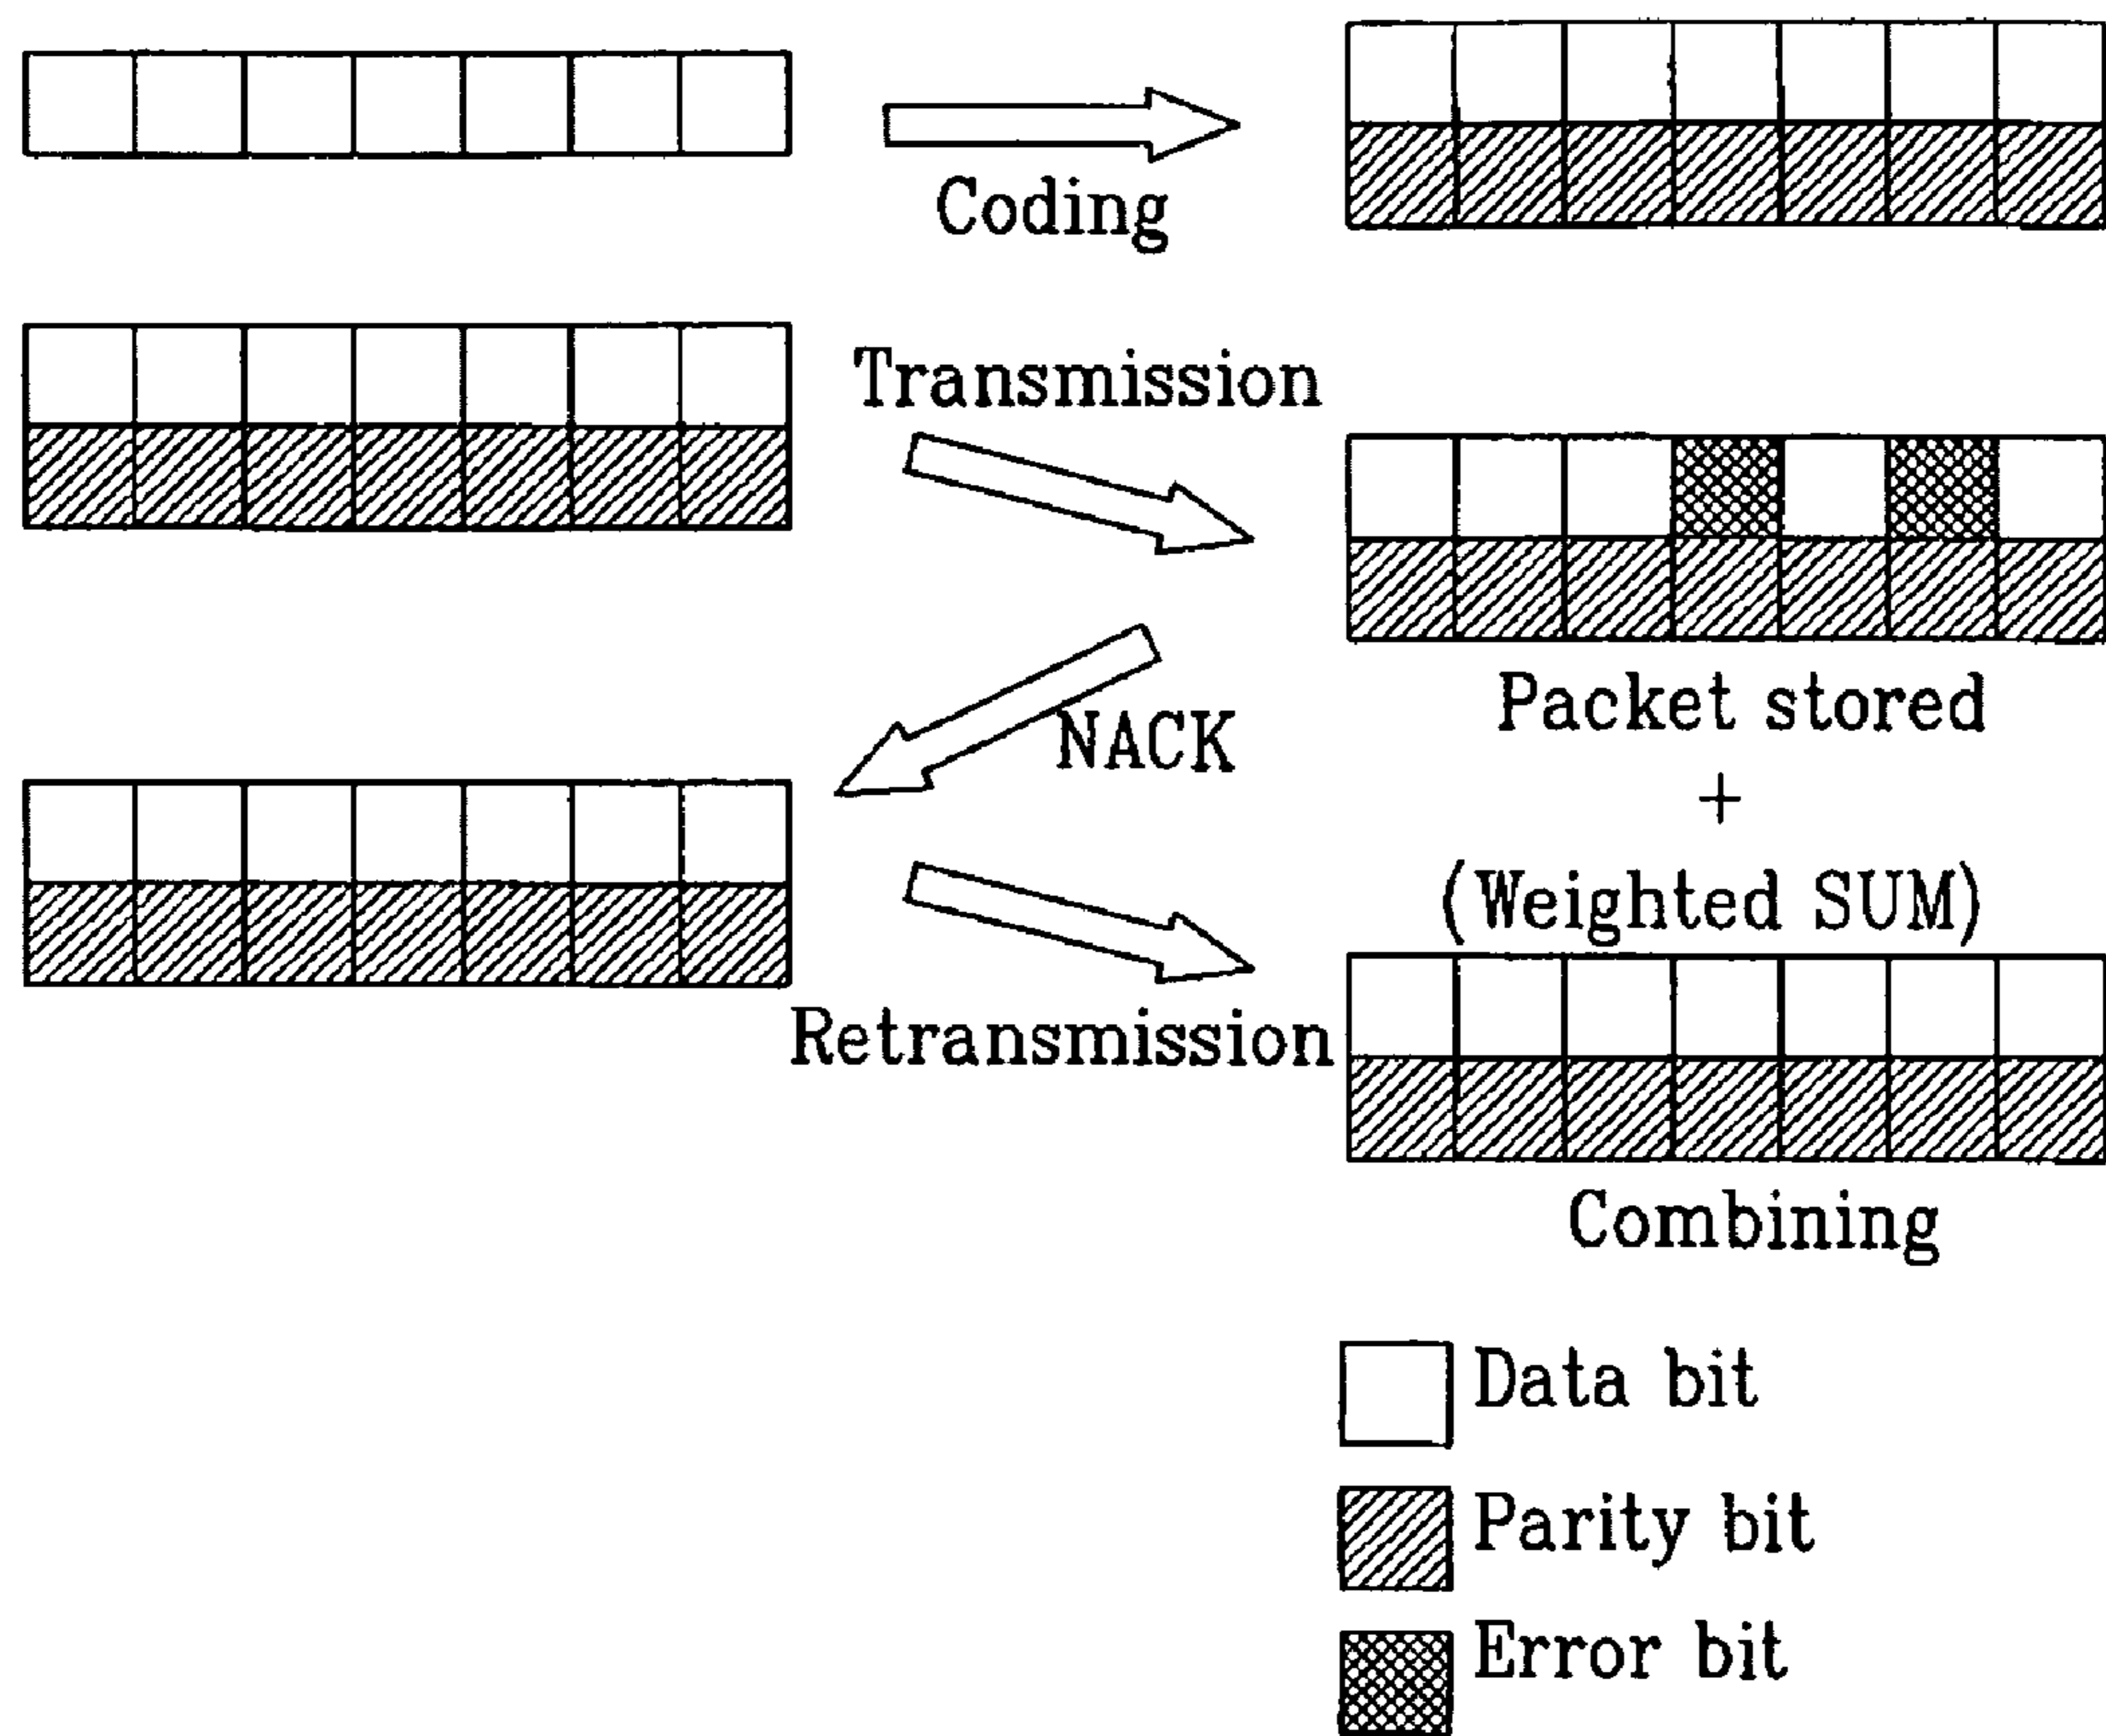 Coding
Transmission
Packet stored
NACK
+
(Weighted SUM)
Retransmission
Combining
Data bit
Parity bit
Error bit